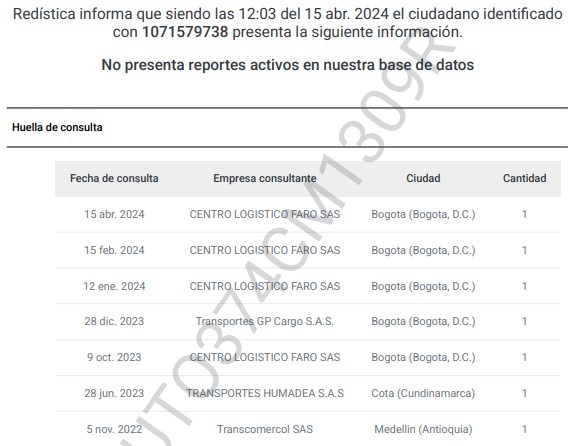 Redística informa que siendo las 12:03 del 15 abr. 2024 el ciudadano identificado
con 1071579738 presenta la siguiente información.
No presenta reportes activos en nuestra base de datos
Huella de consulta
Fecha de consulta Empresa consultante Ciudad Cantidad
15 abr. 2024 CENTRO LOGISTICO FARO SAS Bogota (Bogota, D.C.) 1
15 feb. 2024 CENTRO LOGISTICO FARO SAS Bogota (Bogota, D.C.) 1
12 ene. 2024 CENTRO LOGISTICO FARO SAS Bogota (Bogota, D.C.) 1
28 dic. 2023 Transportes GP Cargo S.A.S. Bogota (Bogota, D.C.) 1
9 oct. 2023 CENTRO LOGISTICO FARO SAS Bogota (Bogota, D.C.) 1
28 jun. 2023 TRANSPORTES HUMADEA S.A.S Cota (Cundinamarca) 1
5 nov. 2022 Transcomercol SAS Medellin (Antioquia) 1